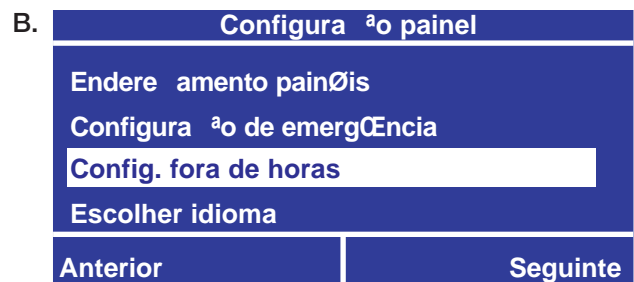 B.
Configura ªo painel
Endere amento painØis
Configura ªo de emergŒncia
Config. fora de horas
Escolher idioma
Anterior
Seguinte